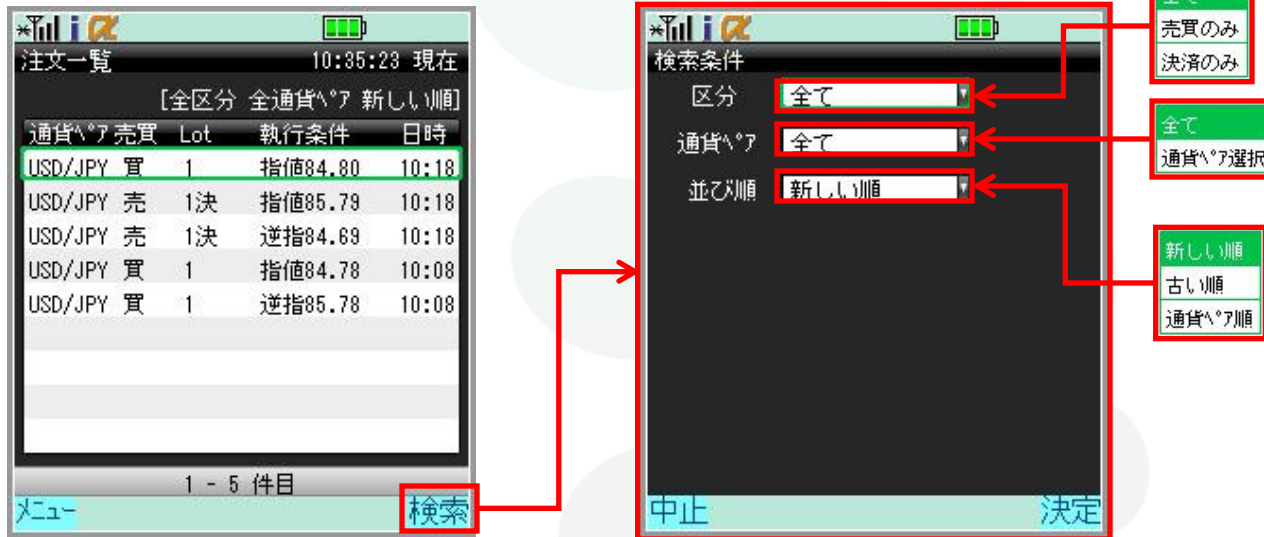 注文一覧 10:35:23 現在
[全区分 全通貨ﾍﾟｱ 新しい順]
通貨ﾍﾟｱ 売買 Lot 執行条件 日時
USD/JPY 買 1 指値84.80 10:18
USD/JPY 売 1決 指値85.79 10:18
USD/JPY 売 1決 逆指84.69 10:18
USD/JPY 買 1 指値84.78 10:08
USD/JPY 買 1 逆指85.78 10:08
1 - 5 件目
ﾒﾆｭｰ 検索
検索条件
区分 全て
通貨ﾍﾟｱ 全て
並び順 新しい順
中止 決定
全て
売買のみ
決済のみ
全て
通貨ﾍﾟｱ選択
新しい順
古い順
通貨ﾍﾟｱ順